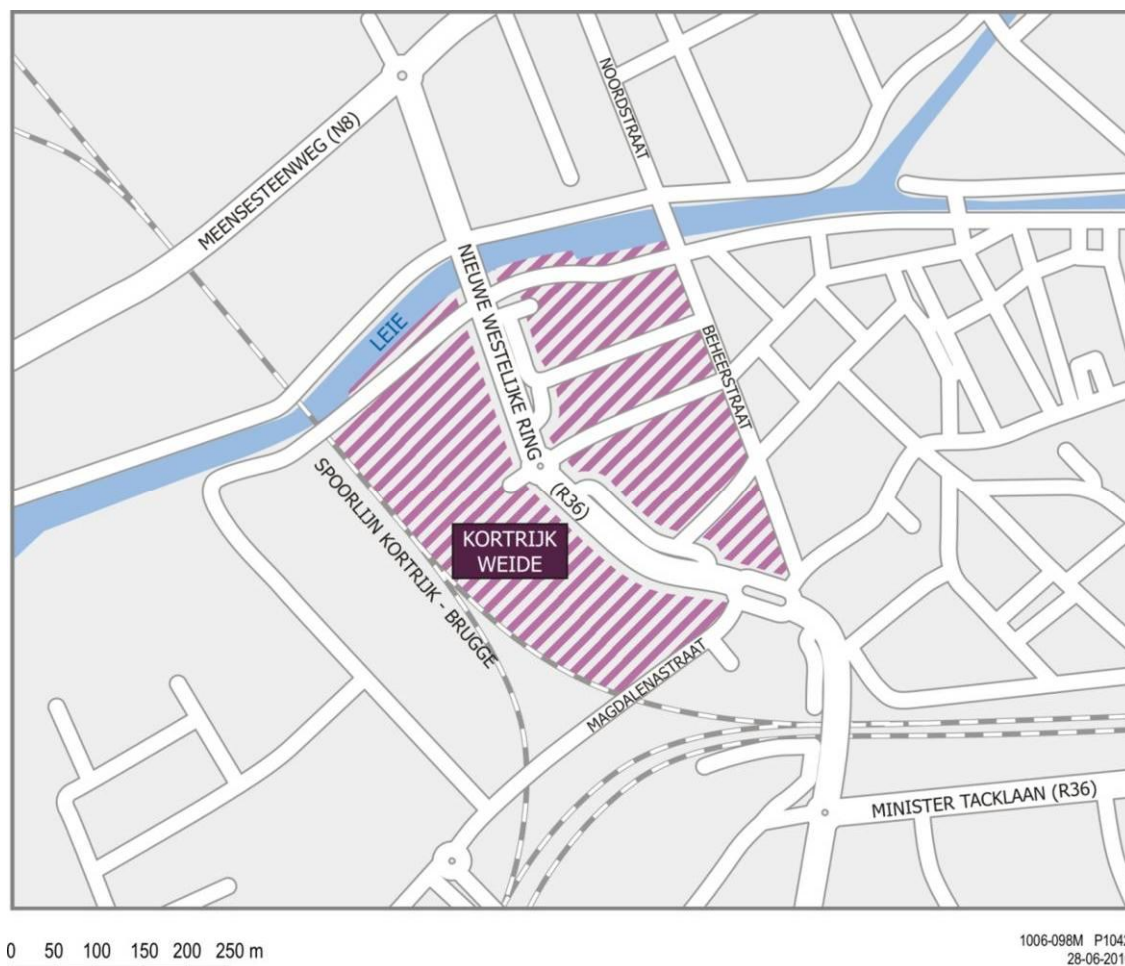 NOORDSTRAAT
MEENSESTEENWEG (N8)
NIEUWE WESTELIJKE RING
(R36)
LEIE
BEHEERSTRAAT
SPOORLIJN KORTRIJK - BRUGGE
KORTRIJK
WEIDE
MAGDALENASTRAAT
MINISTER TACKLAAN (R36)
0 50 100 150 200 250 m
1006-098M